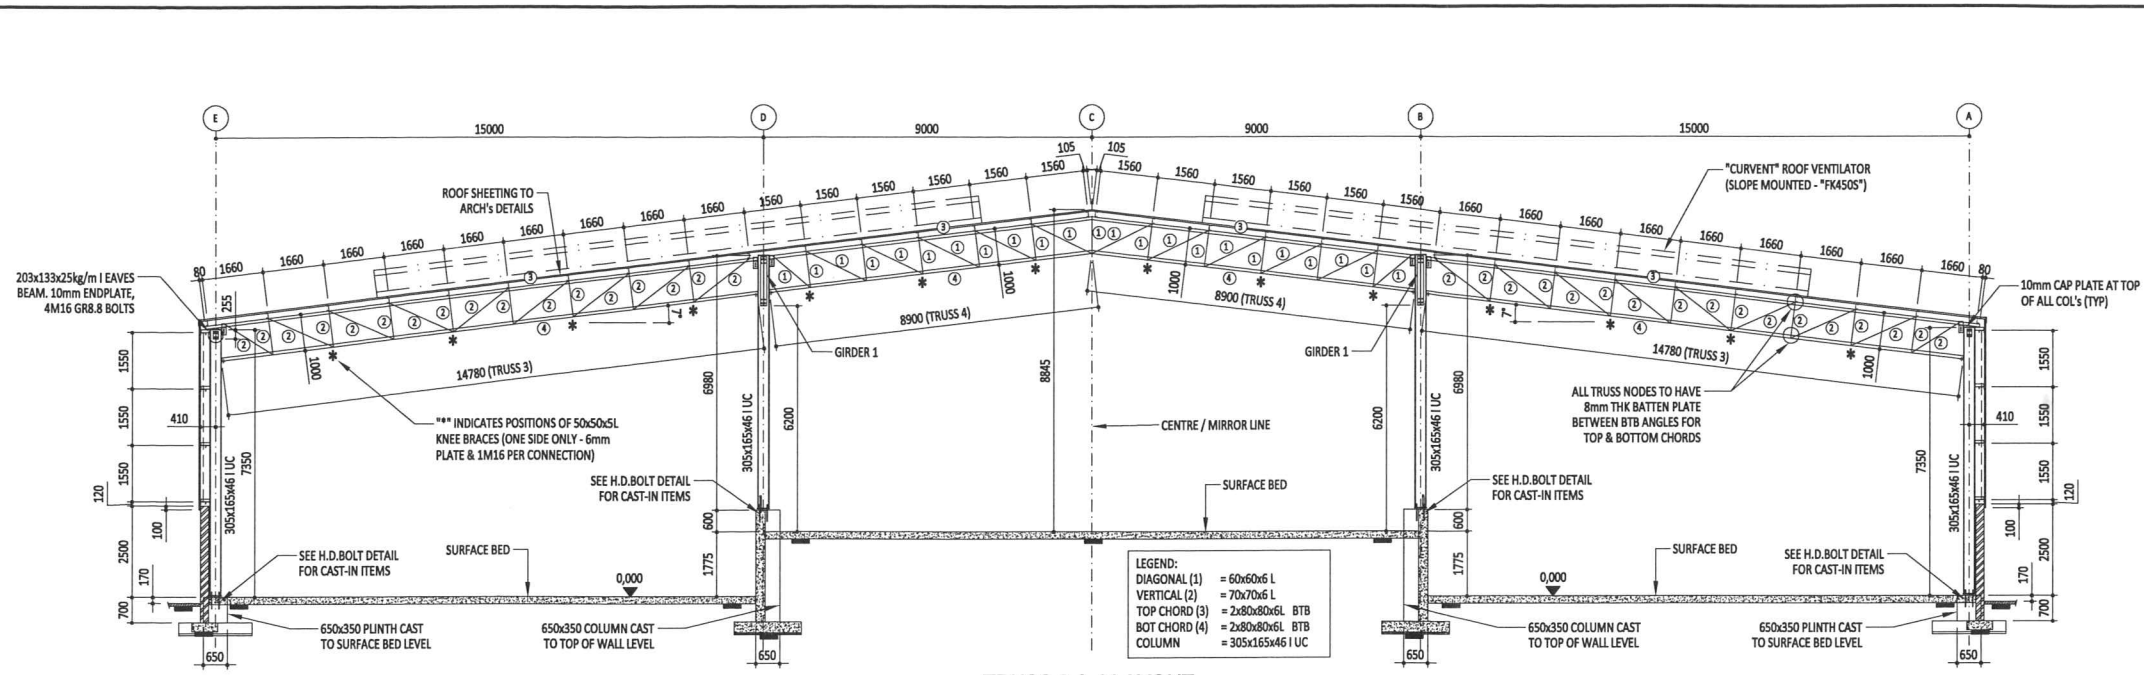 E
D
C
B
A
15000
9000
9000
15000
105
105
1560
1560
1560
1560
1560
1560
1560
1560
1560
1560
1660
1660
1660
1660
1660
1660
1660
1660
1660
80
1660
1660
1660
1660
1660
1660
1660
1660
1660
80
ROOF SHEETING TO
ARCH's DETAILS
"CURVENT" ROOF VENTILATOR
(SLOPE MOUNTED - "FK450S")
203x133x25kg/m I EAVES
BEAM. 10mm ENDPLATE,
4M16 GR8.8 BOLTS
10mm CAP PLATE AT TOP
OF ALL COL's (TYP)
255
3
3
3
3
4
4
4
4
1000
1000
1000
1000
7°
7°
14780 (TRUSS 3)
8900 (TRUSS 4)
8900 (TRUSS 4)
14780 (TRUSS 3)
GIRDER 1
GIRDER 1
"*" INDICATES POSITIONS OF 50x50x5L
KNEE BRACES (ONE SIDE ONLY - 6mm
PLATE & 1M16 PER CONNECTION)
ALL TRUSS NODES TO HAVE
8mm THK BATTEN PLATE
BETWEEN BTB ANGLES FOR
TOP & BOTTOM CHORDS
CENTRE / MIRROR LINE
1550
1550
1550
120
100
2500
170
700
410
7350
305x165x46 I UC
6980
305x165x46 I UC
6200
8845
6200
305x165x46 I UC
6980
7350
305x165x46 I UC
410
1550
1550
1550
120
100
2500
170
700
600
1775
600
1775
SEE H.D.BOLT DETAIL
FOR CAST-IN ITEMS
SEE H.D.BOLT DETAIL
FOR CAST-IN ITEMS
SURFACE BED
SEE H.D.BOLT DETAIL
FOR CAST-IN ITEMS
SURFACE BED
0,000
0,000
SURFACE BED
SEE H.D.BOLT DETAIL
FOR CAST-IN ITEMS
650x350 PLINTH CAST
TO SURFACE BED LEVEL
650x350 COLUMN CAST
TO TOP OF WALL LEVEL
LEGEND:
DIAGONAL (1) = 60x60x6 L
VERTICAL (2) = 70x70x6 L
TOP CHORD (3) = 2x80x80x6L BTB
BOT CHORD (4) = 2x80x80x6L BTB
COLUMN = 305x165x46 I UC
650x350 COLUMN CAST
TO TOP OF WALL LEVEL
650x350 PLINTH CAST
TO SURFACE BED LEVEL
650
650
650
650